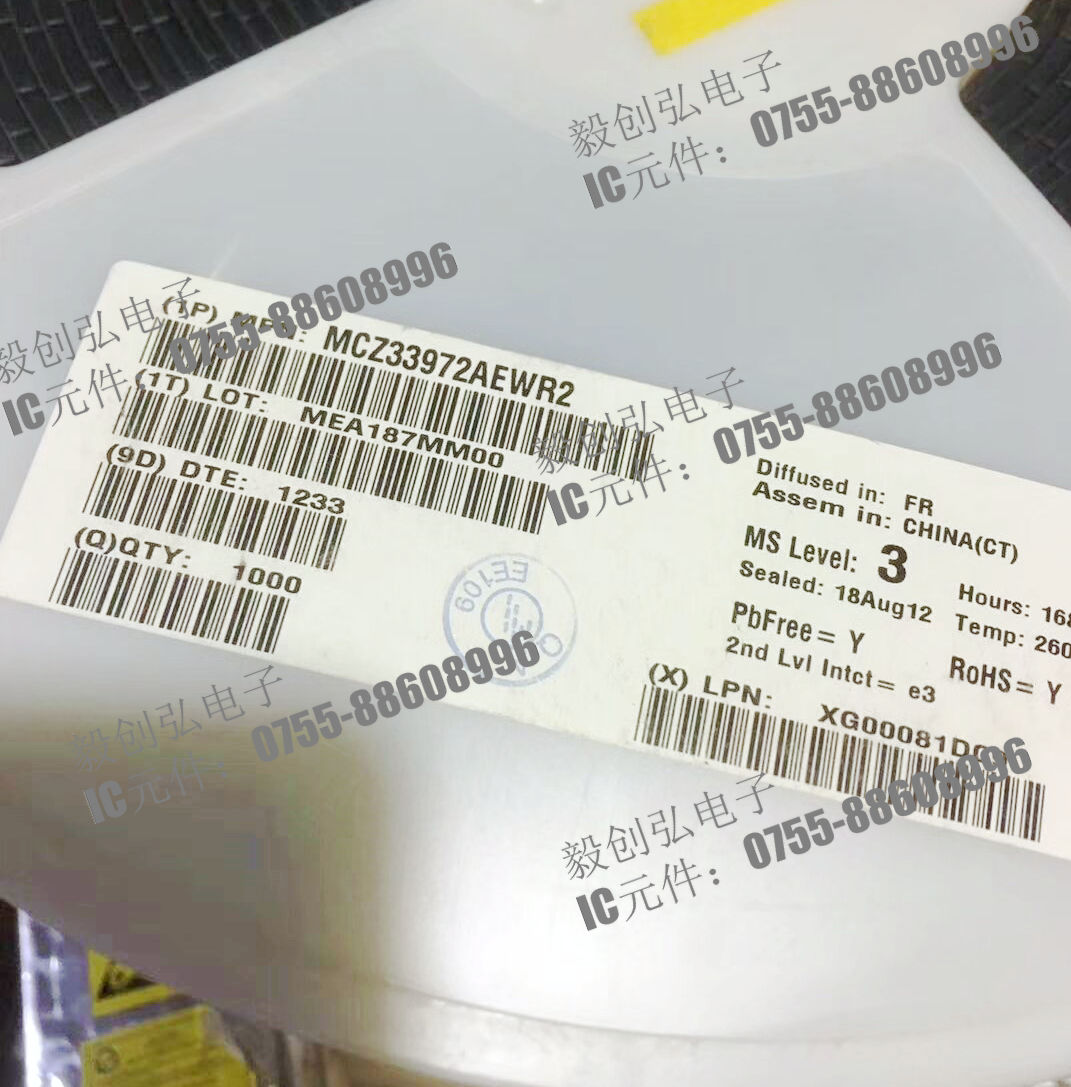 毅创弘电子
IC元件：0755-88608996
毅创弘电子
IC元件：0755-88608996
(1P) MPN: MCZ33972AEWR2
(1T) LOT: MEA187MM00
(9D) DTE: 1233
(Q)QTY: 1000
毅创弘电子
IC元件：0755-88608996
Diffused in: FR
Assem in: CHINA(CT)
MS Level: 3
Hours: 168
Sealed: 18Aug12
Temp: 260
PbFree= Y
RoHS= Y
2nd Lvl Intct= e3
EE109
(X) LPN: XG00081D
毅创弘电子
IC元件：0755-88608996
毅创弘电子
IC元件：0755-88608996